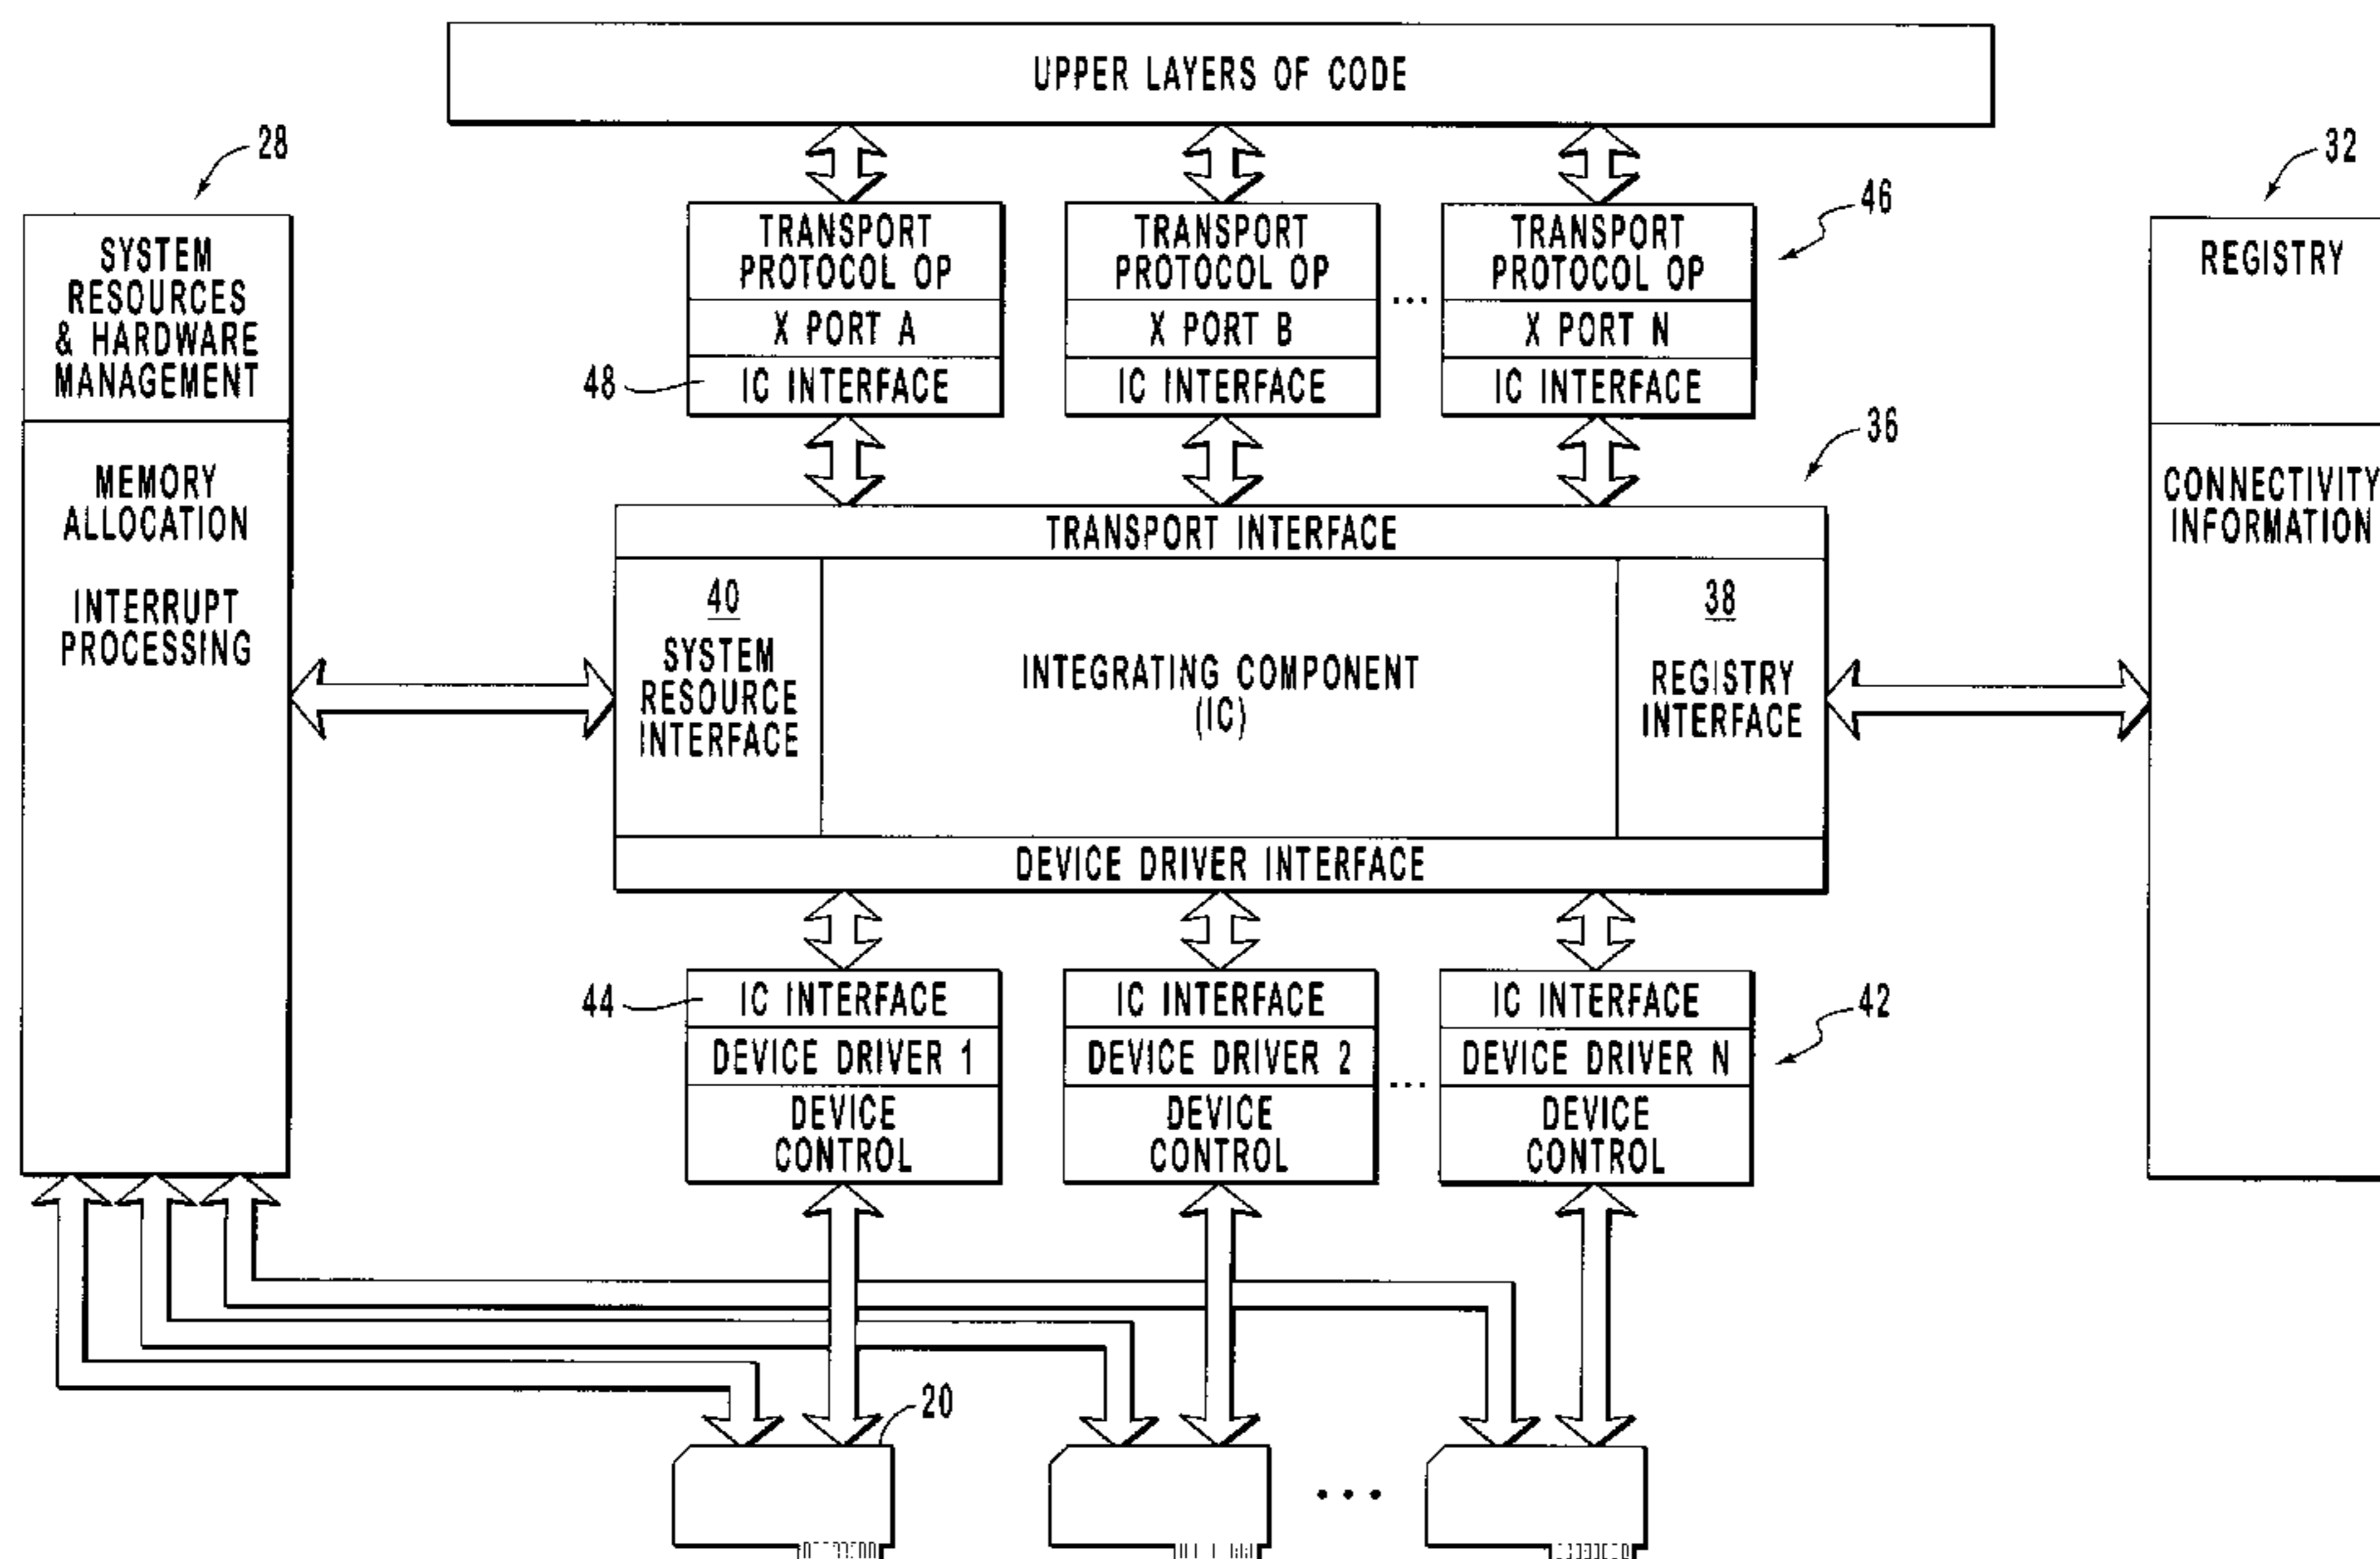 UPPER LAYERS OF CODE
28
32
46
SYSTEM
RESOURCES
& HARDWARE
MANAGEMENT
MEMORY
ALLOCATION
INTERRUPT
PROCESSING
TRANSPORT
PROTOCOL OP
X PORT A
IC INTERFACE
48
TRANSPORT
PROTOCOL OP
X PORT B
IC INTERFACE
...
TRANSPORT
PROTOCOL OP
X PORT N
IC INTERFACE
REGISTRY
CONNECTIVITY
INFORMATION
36
TRANSPORT INTERFACE
40
SYSTEM
RESOURCE
INTERFACE
INTEGRATING COMPONENT
(IC)
38
REGISTRY
INTERFACE
DEVICE DRIVER INTERFACE
44
IC INTERFACE
DEVICE DRIVER 1
DEVICE
CONTROL
IC INTERFACE
DEVICE DRIVER 2
DEVICE
CONTROL
...
IC INTERFACE
DEVICE DRIVER N
DEVICE
CONTROL
42
20
...